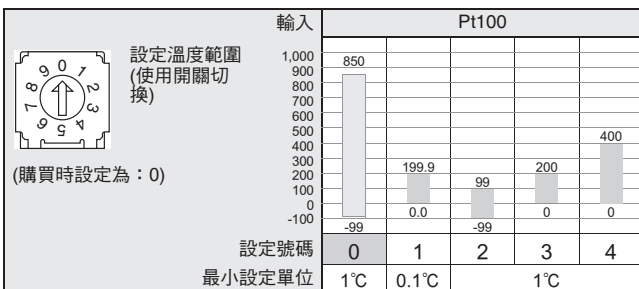 輸入 Pt100
設定溫度範圍
(使用開關切
換)
0 1 2 3 4 5 6 7 8 9
(購買時設定為：0)
1,000
900
800
700
600
500
400
300
200
100
0
-100
850
-99
199.9
0.0
99
-99
200
0
400
0
設定號碼 0 1 2 3 4
最小設定單位 1℃ 0.1℃ 1℃